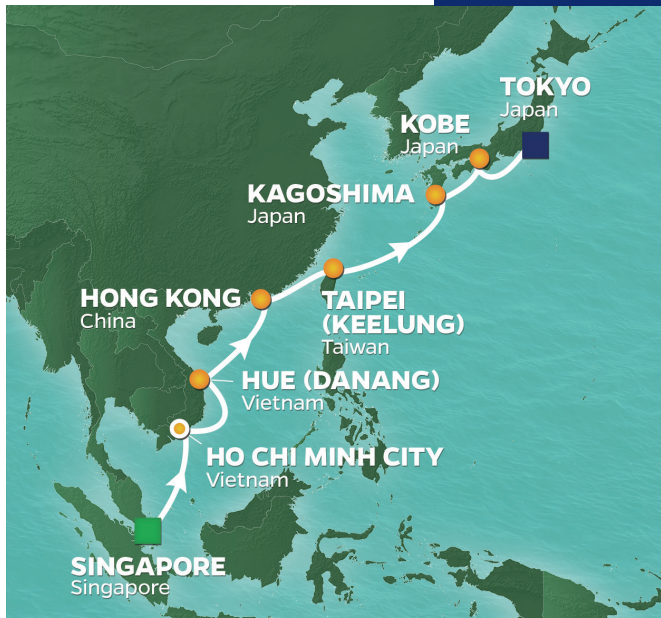 TOKYO
Japan
KOBE
Japan
KAGOSHIMA
Japan
HONG KONG
China
TAIPEI
(KEELUNG)
Taiwan
HUE (DANANG)
Vietnam
HO CHI MINH CITY
Vietnam
SINGAPORE
Singapore